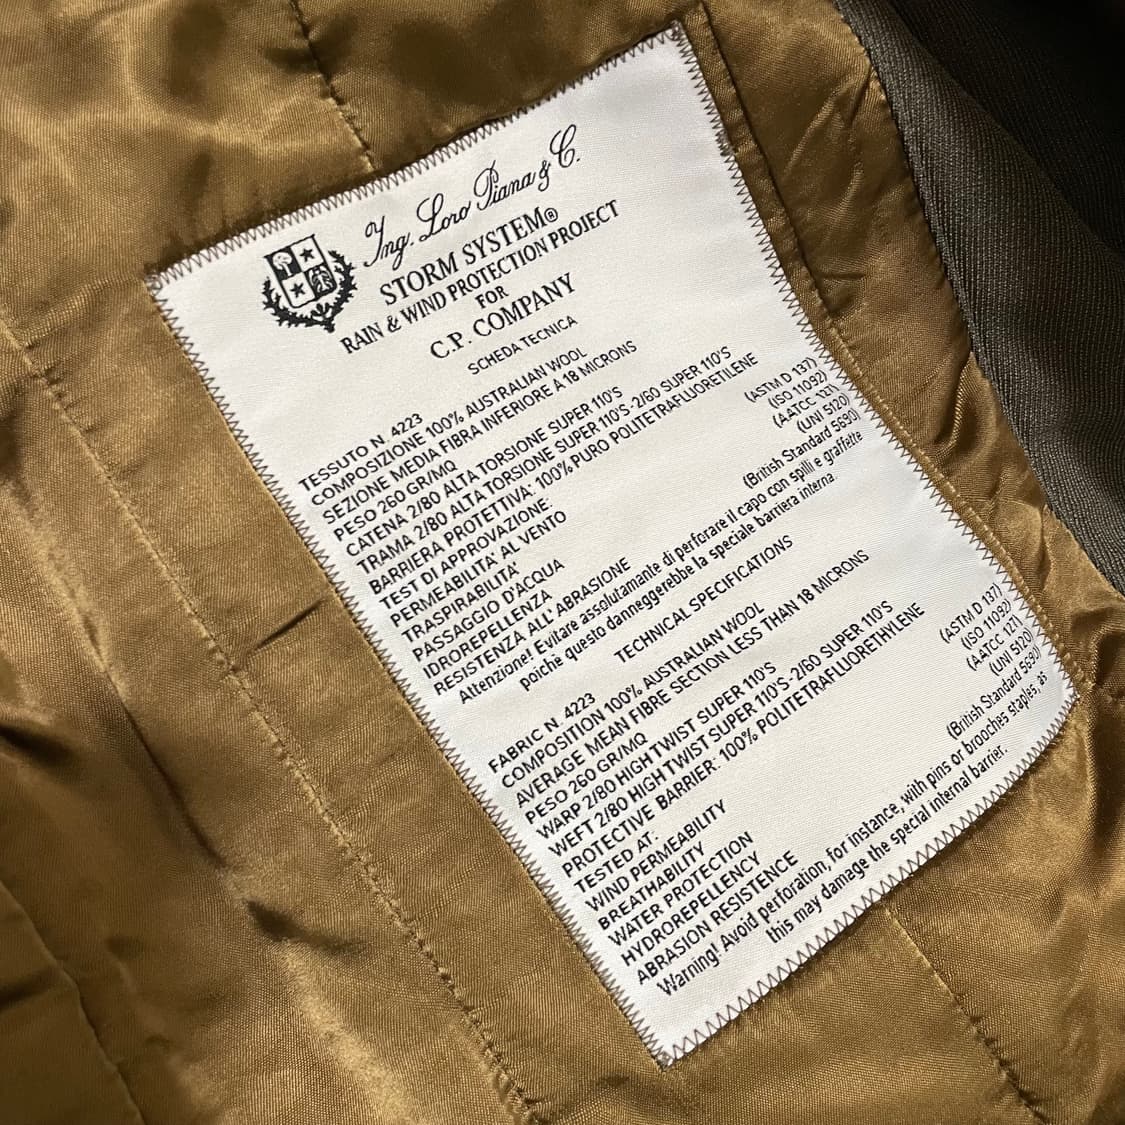 Ing. Loro Piana & C.
STORM SYSTEM®
RAIN & WIND PROTECTION PROJECT
FOR
C.P. COMPANY
SCHEDA TECNICA
TESSUTO N. 4223
COMPOSIZIONE 100% AUSTRALIAN WOOL
SEZIONE MEDIA FIBRA INFERIORE A 18 MICRONS
PESO 260 GR/MQ
CATENA 2/80 ALTA TORSIONE SUPER 110'S
TRAMA 2/80 ALTA TORSIONE SUPER 110'S-2/60 SUPER 110'S
BARRIERA PROTETTIVA: 100% PURO POLITETRAFLUORETILENE
TEST DI APPROVAZIONE:
PERMEABILITA' AL VENTO (ASTM D 137)
TRASPIRABILITA' (ISO 11092)
PASSAGGIO D'ACQUA (AATCC 127)
IDROREPELLENZA (UNI 5120)
RESISTENZA ALL' ABRASIONE (British Standard 5690)
Attenzione! Evitare assolutamente di perforare il capo con spilli e graffette
poiche questo danneggerebbe la speciale barriera interna.
TECHNICAL SPECIFICATIONS
FABRIC N. 4223
COMPOSITION 100% AUSTRALIAN WOOL
AVERAGE MEAN FIBRE SECTION LESS THAN 18 MICRONS
PESO 260 GR/MQ
WARP 2/80 HIGH TWIST SUPER 110'S
WEFT 2/80 HIGH TWIST SUPER 110'S-2/60 SUPER 110'S
PROTECTIVE BARRIER: 100% POLITETRAFLUORETHYLENE
TESTED AT:
WIND PERMEABILITY (ASTM D 137)
BREATHABILITY (ISO 11092)
WATER PROTECTION (AATCC 127)
HYDROREPELLENCY (UNI 5120)
ABRASION RESISTENCE (British Standard 5690)
Warning! Avoid perforation, for instance, with pins or brooches staples, as
this may damage the special internal barrier.